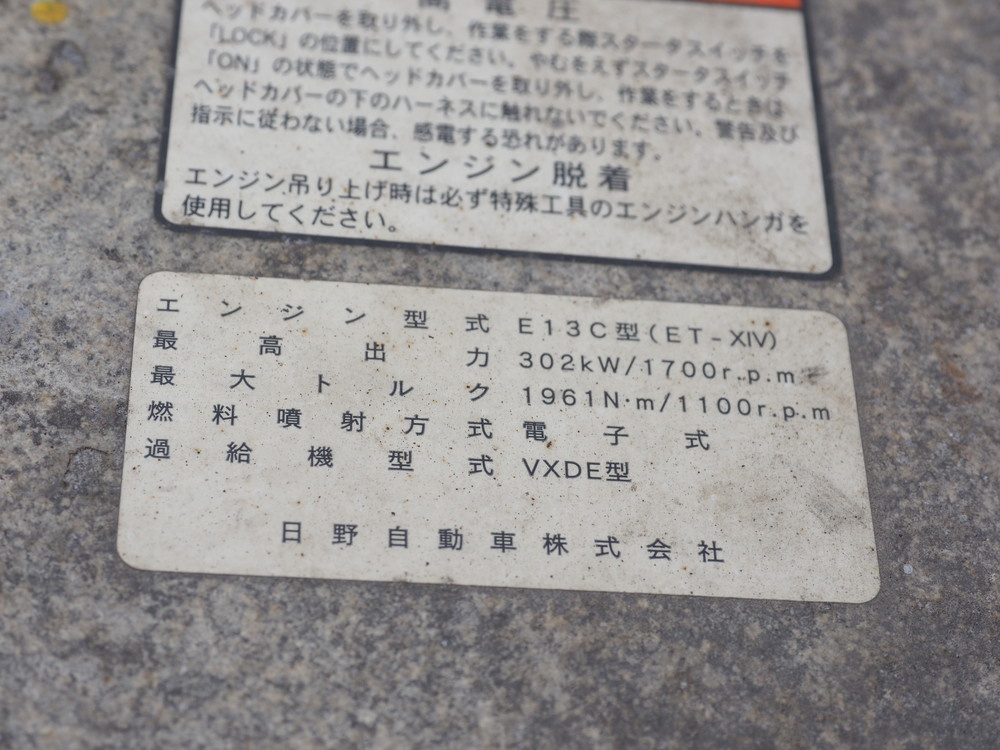 高電圧
ヘッドカバーを取り外し、作業をする際スタータスイッチを
「LOCK」の位置にしてください。やむをえずスタータスイッチ
「ON」の状態でヘッドカバーを取り外し、作業をするときは、
ヘッドカバーの下のハーネスに触れないでください。警告及び
指示に従わない場合、感電する恐れがあります。
エンジン脱着
エンジン吊り上げ時は必ず特殊工具のエンジンハンガを
使用してください。
エンジン型式 E13C型(ET-XIV)
最高出力 302kW/1700r.p.m
最大トルク 1961N·m/1100r.p.m
燃料噴射方式 電子式
過給機型式 VXDE型
日野自動車株式会社